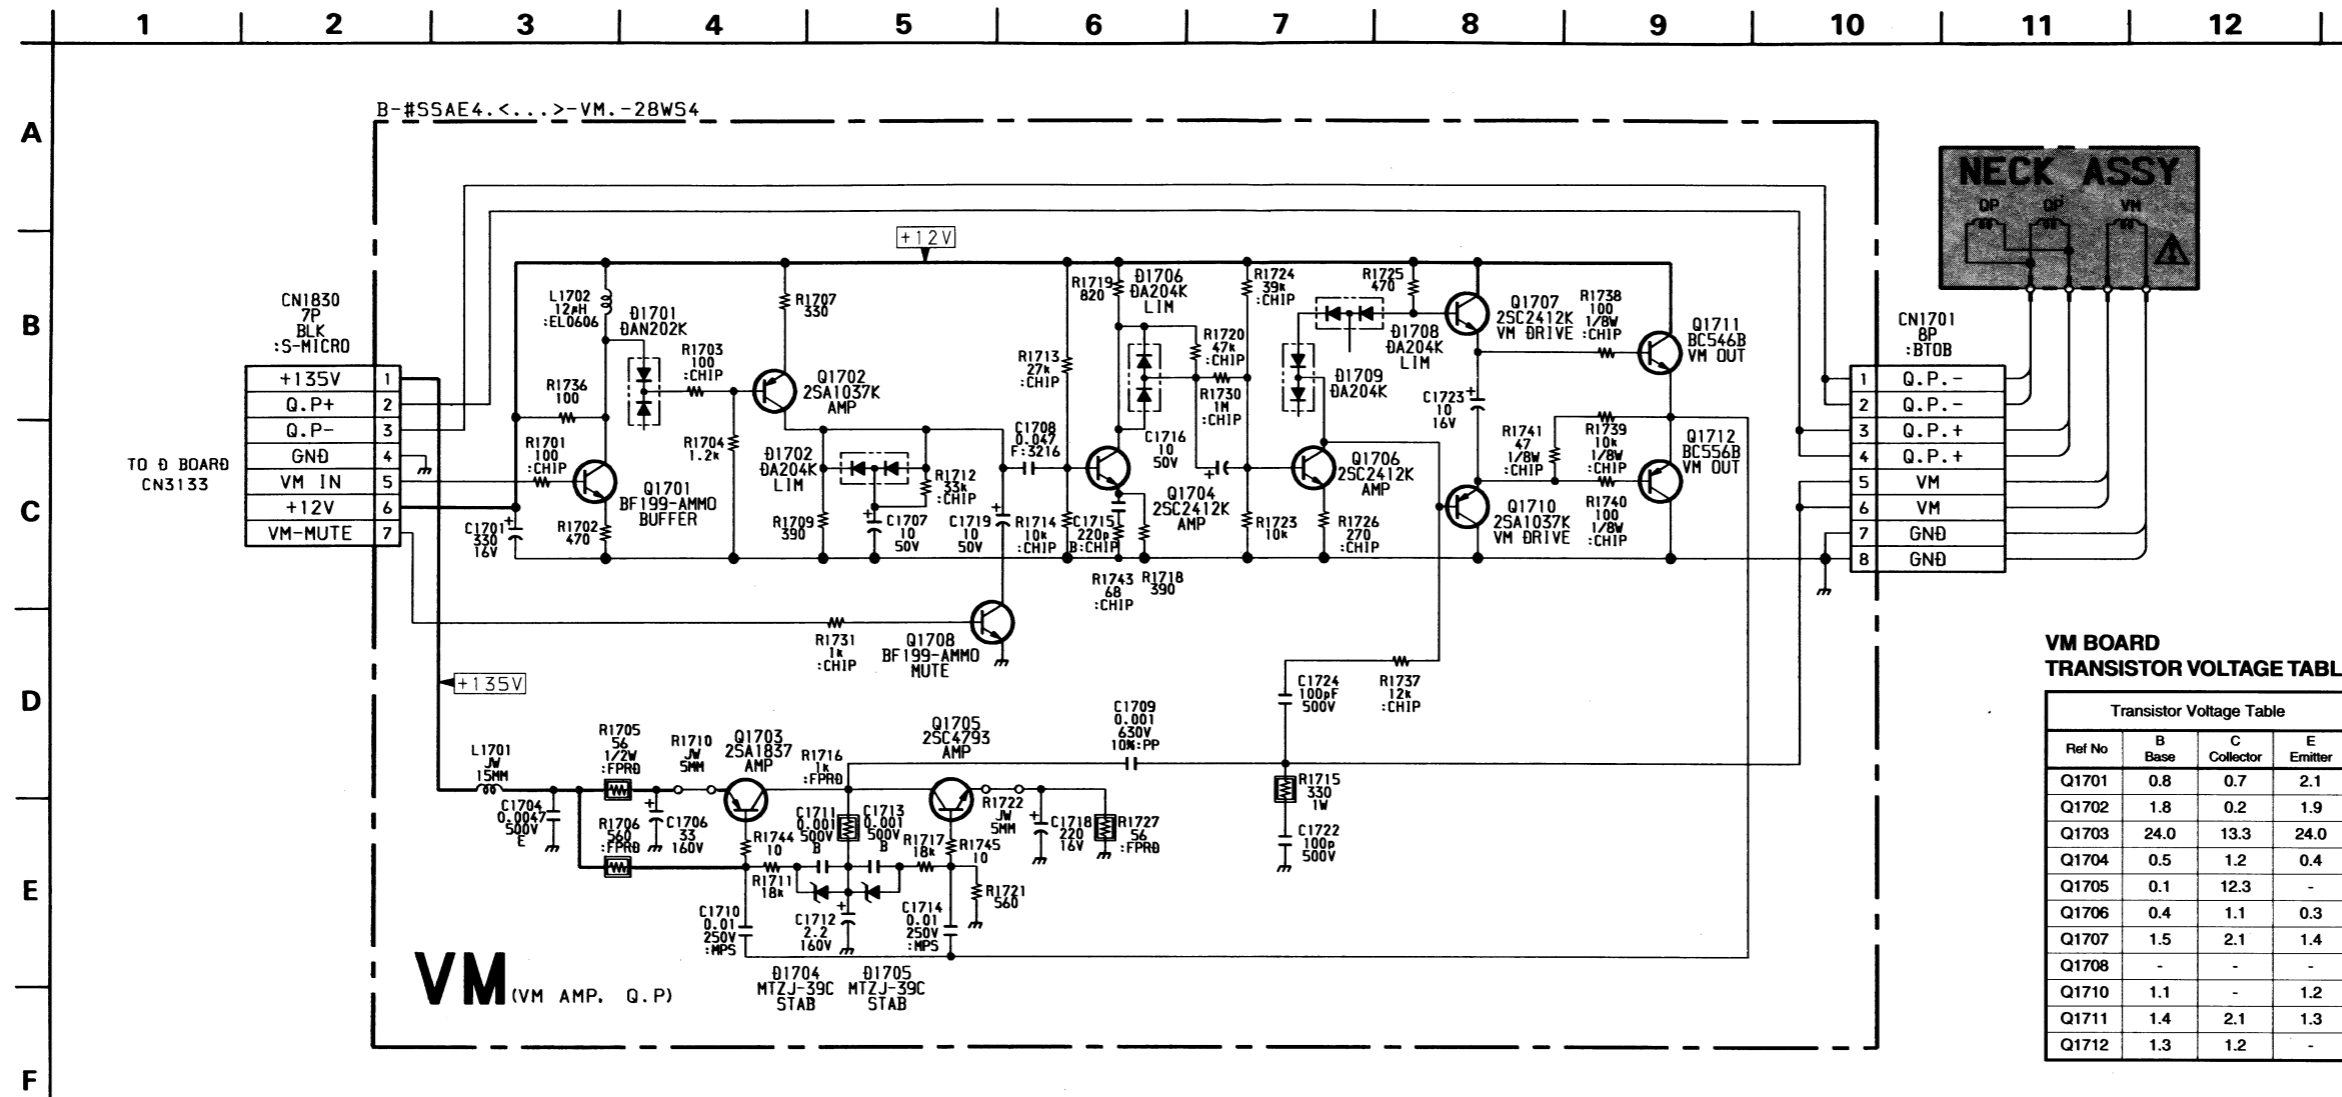 1 2 3 4 5 6 7 8 9 10 11 12
A
B
C
D
E
F
B-#SSAE4.<...>-VM.-28WS4
NECK ASSY
QP QP VM
+12V
CN1830
7P
BLK
:S-MICRO
+135V 1
Q.P+ 2
Q.P- 3
GND 4
VM IN 5
+12V 6
VM-MUTE 7
TO D BOARD
CN3133
L1702
12µH
:EL0606
D1701
DAN202K
R1703
100
:CHIP
R1707
330
Q1702
2SA1037K
AMP
R1736
100
R1701
100
:CHIP
Q1701
BF199-AMMO
BUFFER
C1701
330
16V
R1702
470
R1704
1.2k
D1702
DA204K
LIM
R1709
390
R1712
33k
:CHIP
C1707
10
50V
C1719
10
50V
C1708
0.047
F:3216
R1713
27k
:CHIP
R1714
10k
:CHIP
R1719
820
D1706
DA204K
LIM
R1720
47k
:CHIP
R1730
1M
:CHIP
C1716
10
50V
Q1704
2SC2412K
AMP
C1715
220p
B:CHIP
R1743
68
:CHIP
R1718
390
R1724
39k
:CHIP
R1723
10k
R1725
470
D1708
DA204K
LIM
D1709
DA204K
Q1706
2SC2412K
AMP
R1726
270
:CHIP
Q1707
2SC2412K
VM DRIVE
C1723
10
16V
Q1710
2SA1037K
VM DRIVE
R1738
100
1/8W
:CHIP
R1741
47
1/8W
:CHIP
R1739
10k
1/8W
:CHIP
R1740
100
1/8W
:CHIP
Q1711
BC546B
VM OUT
Q1712
BC556B
VM OUT
CN1701
8P
:BTOB
1 Q.P.-
2 Q.P.-
3 Q.P.+
4 Q.P.+
5 VM
6 VM
7 GND
8 GND
R1731
1k
:CHIP
Q1708
BF199-AMMO
MUTE
+135V
L1701
JW
15MM
C1704
0.0047
500V
E
R1705
56
1/2W
:FPRD
R1706
560
:FPRD
R1710
JW
5MM
C1706
33
160V
Q1703
2SA1837
AMP
R1744
10
R1711
18k
R1716
1k
:FPRD
C1711
0.001
500V
B
C1713
0.001
500V
B
R1717
18k
R1745
10
Q1705
2SC4793
AMP
R1722
JW
5MM
C1718
220
16V
R1727
56
:FPRD
R1721
560
C1710
0.01
250V
:MPS
C1712
2.2
160V
C1714
0.01
250V
:MPS
D1704
MTZJ-39C
STAB
D1705
MTZJ-39C
STAB
C1709
0.001
630V
10%:PP
C1724
100pF
500V
R1737
12k
:CHIP
R1715
330
1W
C1722
100p
500V
VM (VM AMP. Q.P)
VM BOARD
TRANSISTOR VOLTAGE TABL
Transistor Voltage Table
Ref No B Base C Collector E Emitter
Q1701 0.8 0.7 2.1
Q1702 1.8 0.2 1.9
Q1703 24.0 13.3 24.0
Q1704 0.5 1.2 0.4
Q1705 0.1 12.3 -
Q1706 0.4 1.1 0.3
Q1707 1.5 2.1 1.4
Q1708 - - -
Q1710 1.1 - 1.2
Q1711 1.4 2.1 1.3
Q1712 1.3 1.2 -